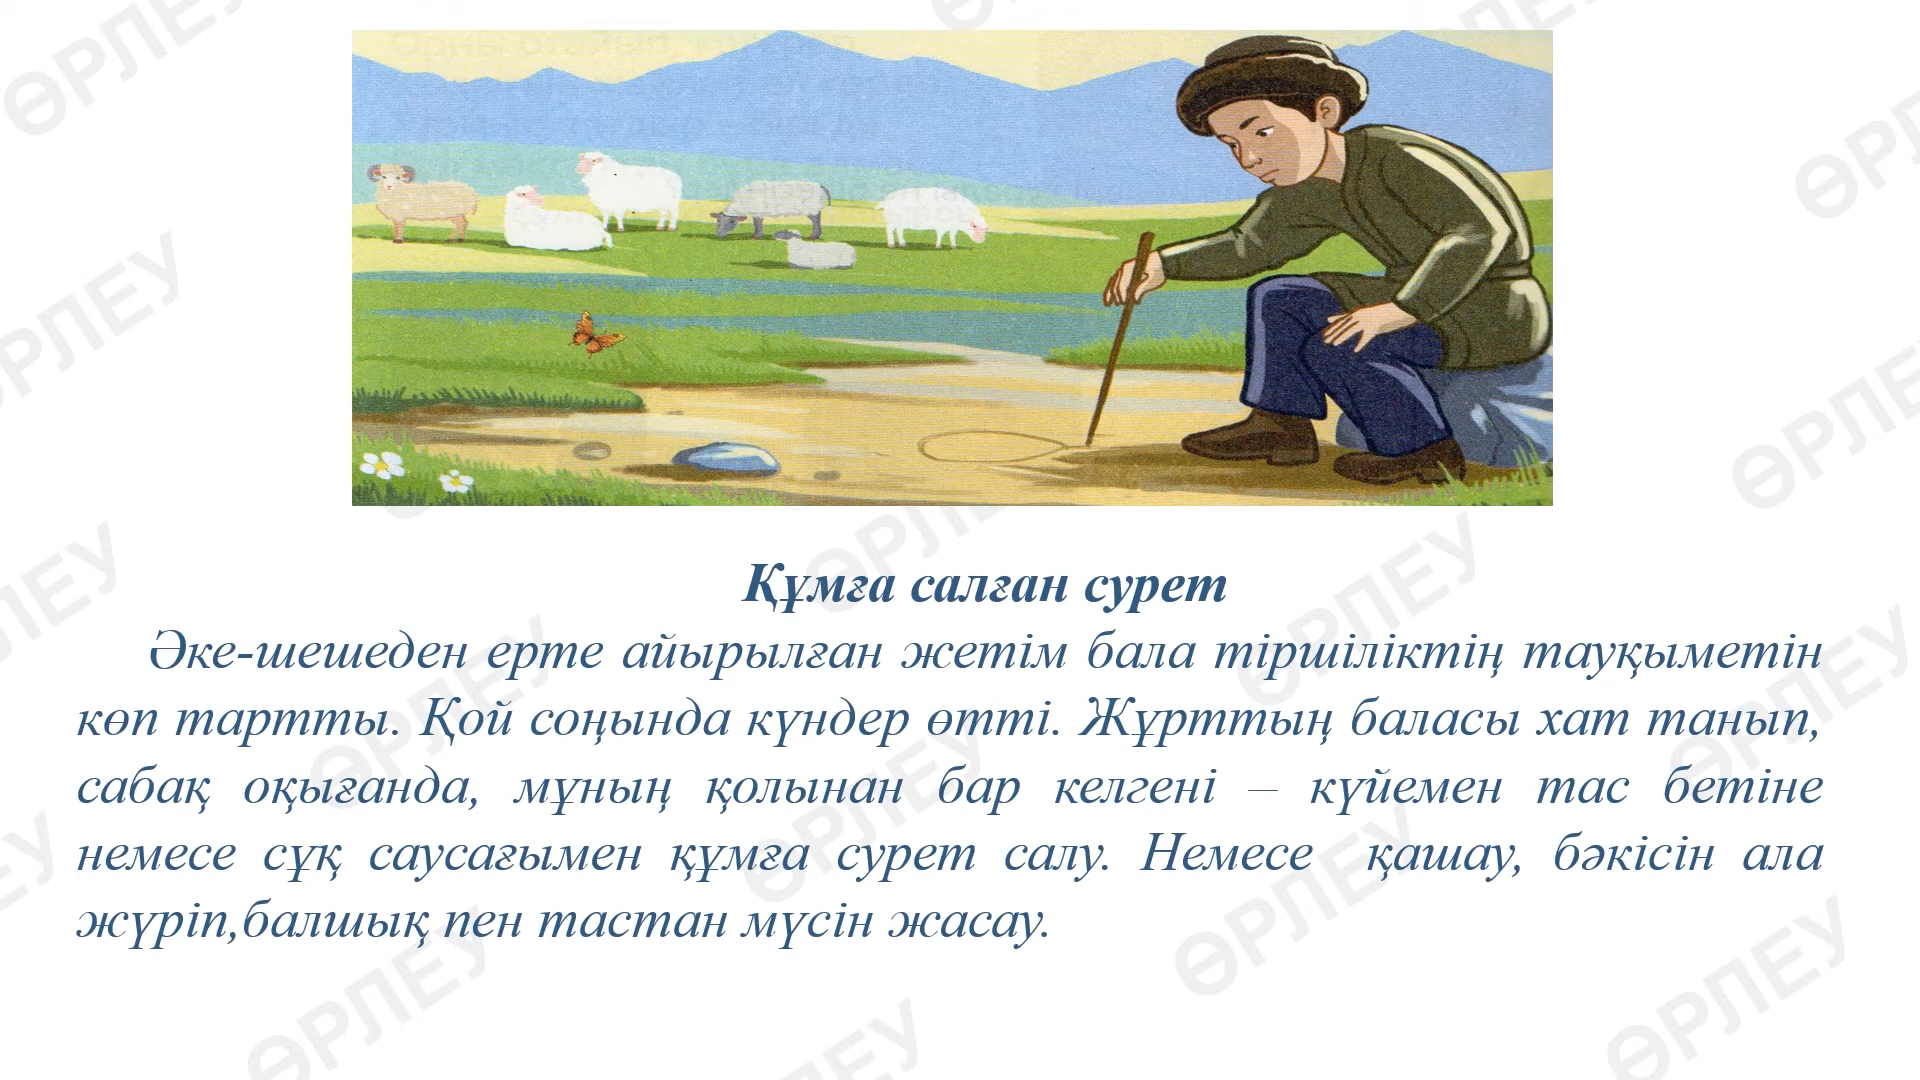 Құмға салған сурет
Әке-шешеден ерте айырылған жетім бала тіршіліктің тауқыметін
көп тартты. Қой соңында күндер өтті. Жұрттың баласы хат танып,
сабақ оқығанда, мұның қолынан бар келгені – күйемен тас бетіне
немесе сұқ саусағымен құмға сурет салу. Немесе қашау, бәкісін ала
жүріп,балшық пен тастан мүсін жасау.
ӨРЛЕУ